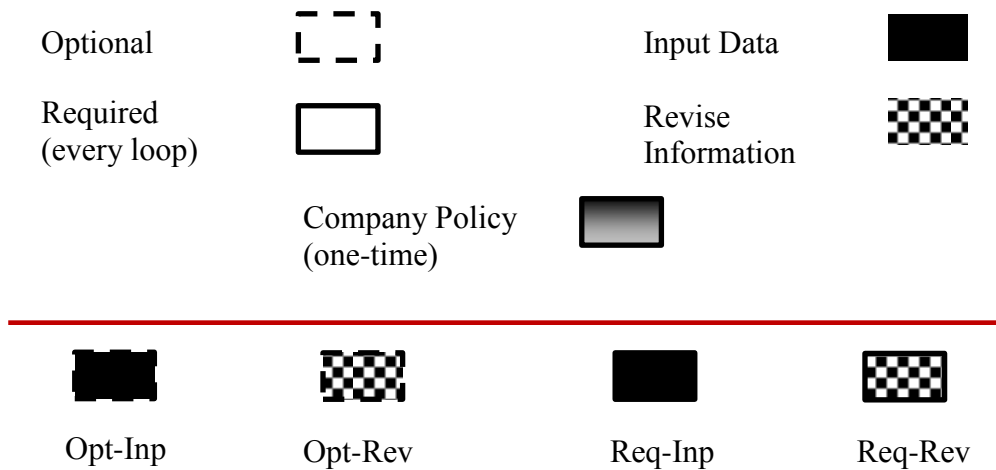 Optional
Input Data
Required
(every loop)
Revise
Information
Company Policy
(one-time)
Opt-Inp
Opt-Rev
Req-Inp
Req-Rev